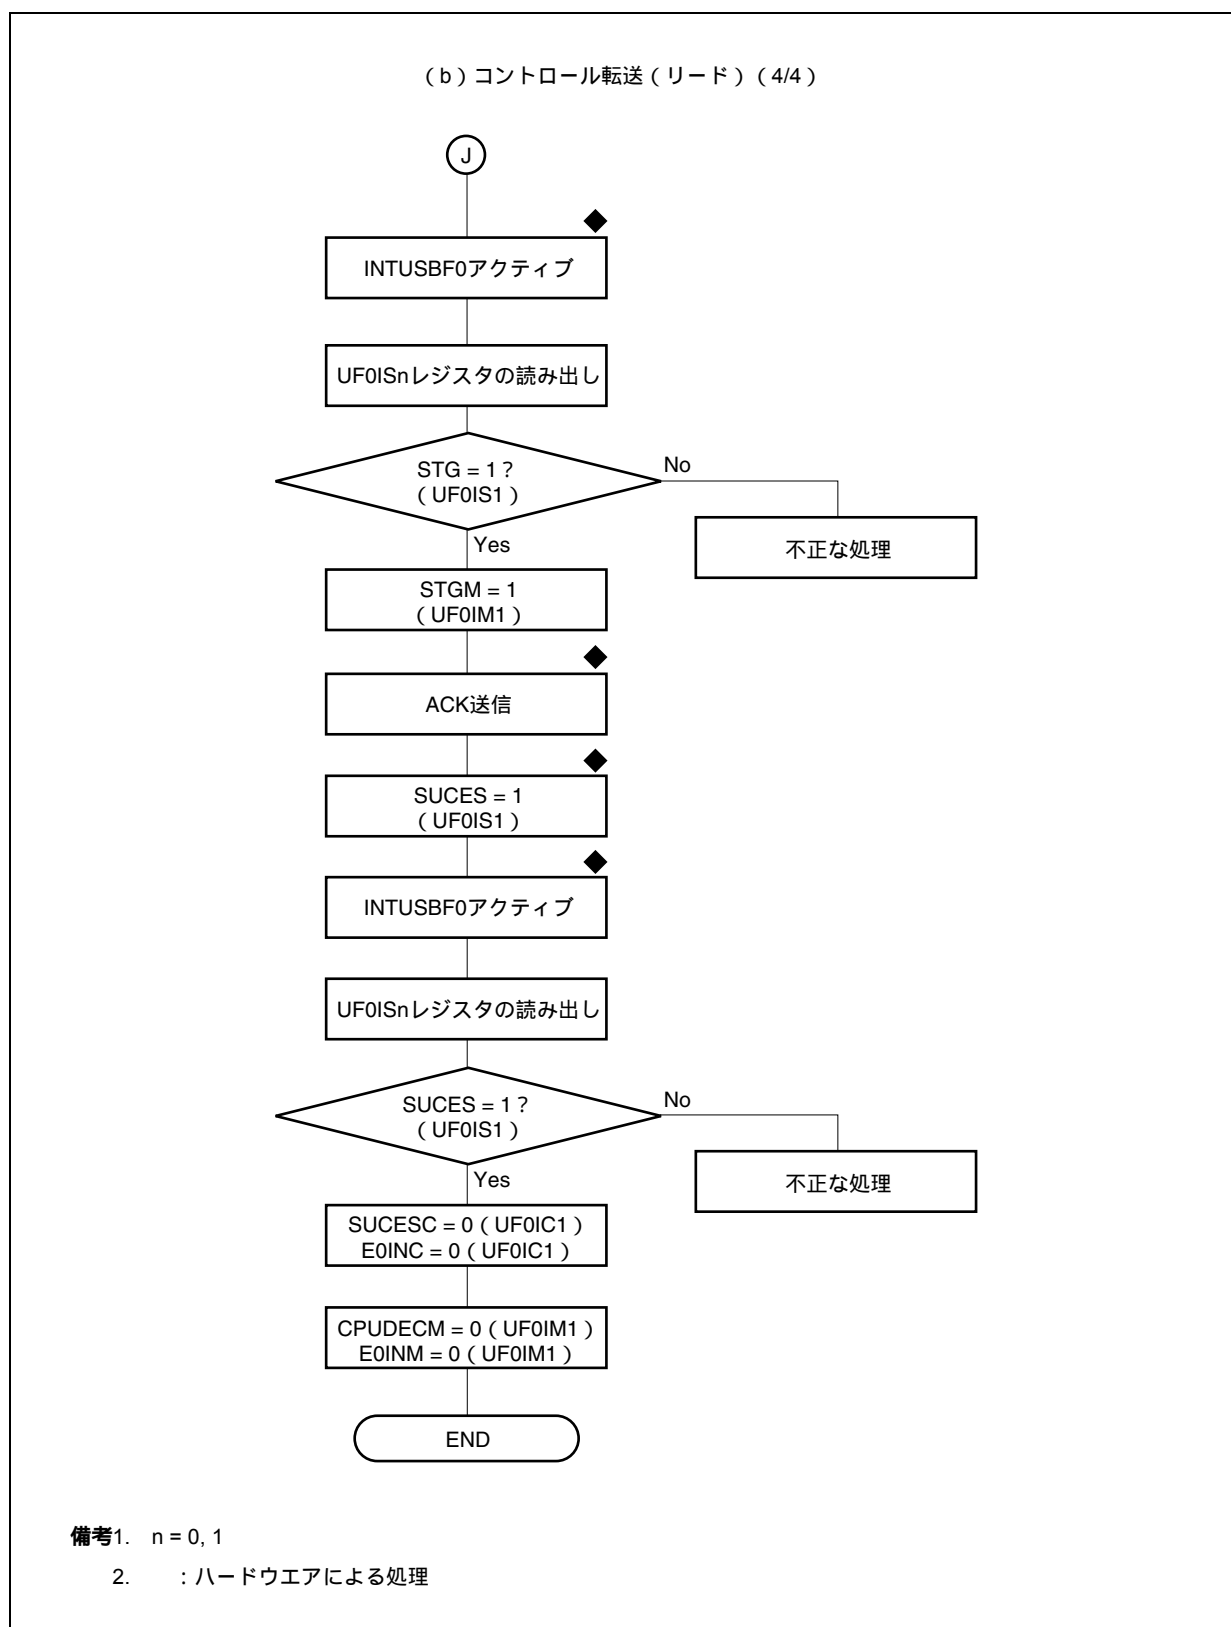 （b）コントロール転送（リード）（4/4）
J
INTUSBF0アクティブ
UF0ISnレジスタの読み出し
STG = 1？
（UF0IS1）
No
不正な処理
Yes
STGM = 1
（UF0IM1）
ACK送信
SUCES = 1
（UF0IS1）
INTUSBF0アクティブ
UF0ISnレジスタの読み出し
SUCES = 1？
（UF0IS1）
No
不正な処理
Yes
SUCESC = 0（UF0IC1）
E0INC = 0（UF0IC1）
CPUDECM = 0（UF0IM1）
E0INM = 0（UF0IM1）
END
備考1. n = 0, 1
2. ：ハードウエアによる処理